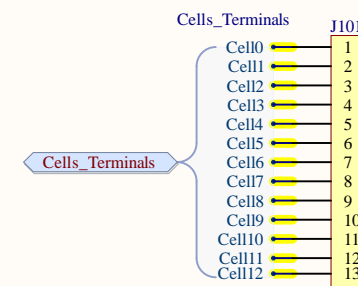 Cells_Terminals
J101
Cell0 1
Cell1 2
Cell2 3
Cell3 4
Cell4 5
Cell5 6
Cells_Terminals
Cell6 7
Cell7 8
Cell8 9
Cell9 10
Cell10 11
Cell11 12
Cell12 13